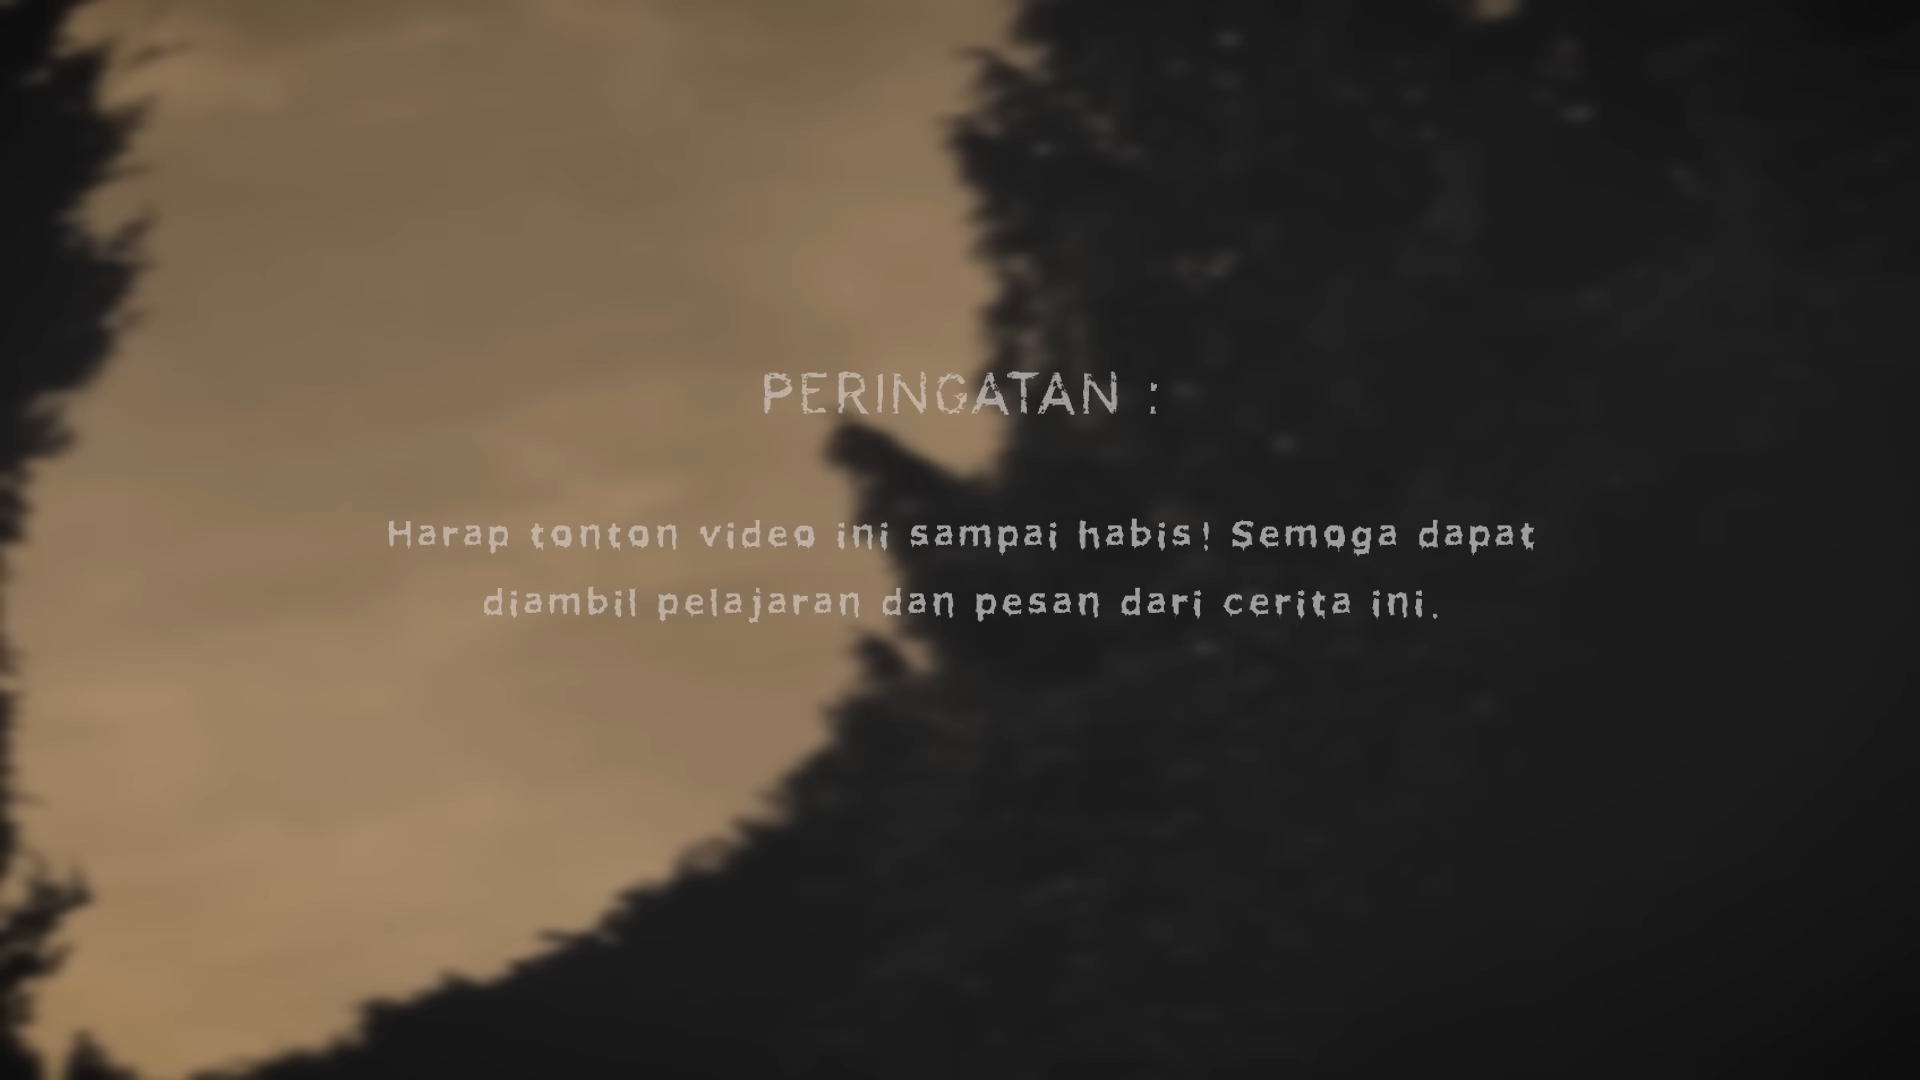 PERINGATAN :
Harap tonton video ini sampai habis! Semoga dapat
diambil pelajaran dan pesan dari cerita ini.